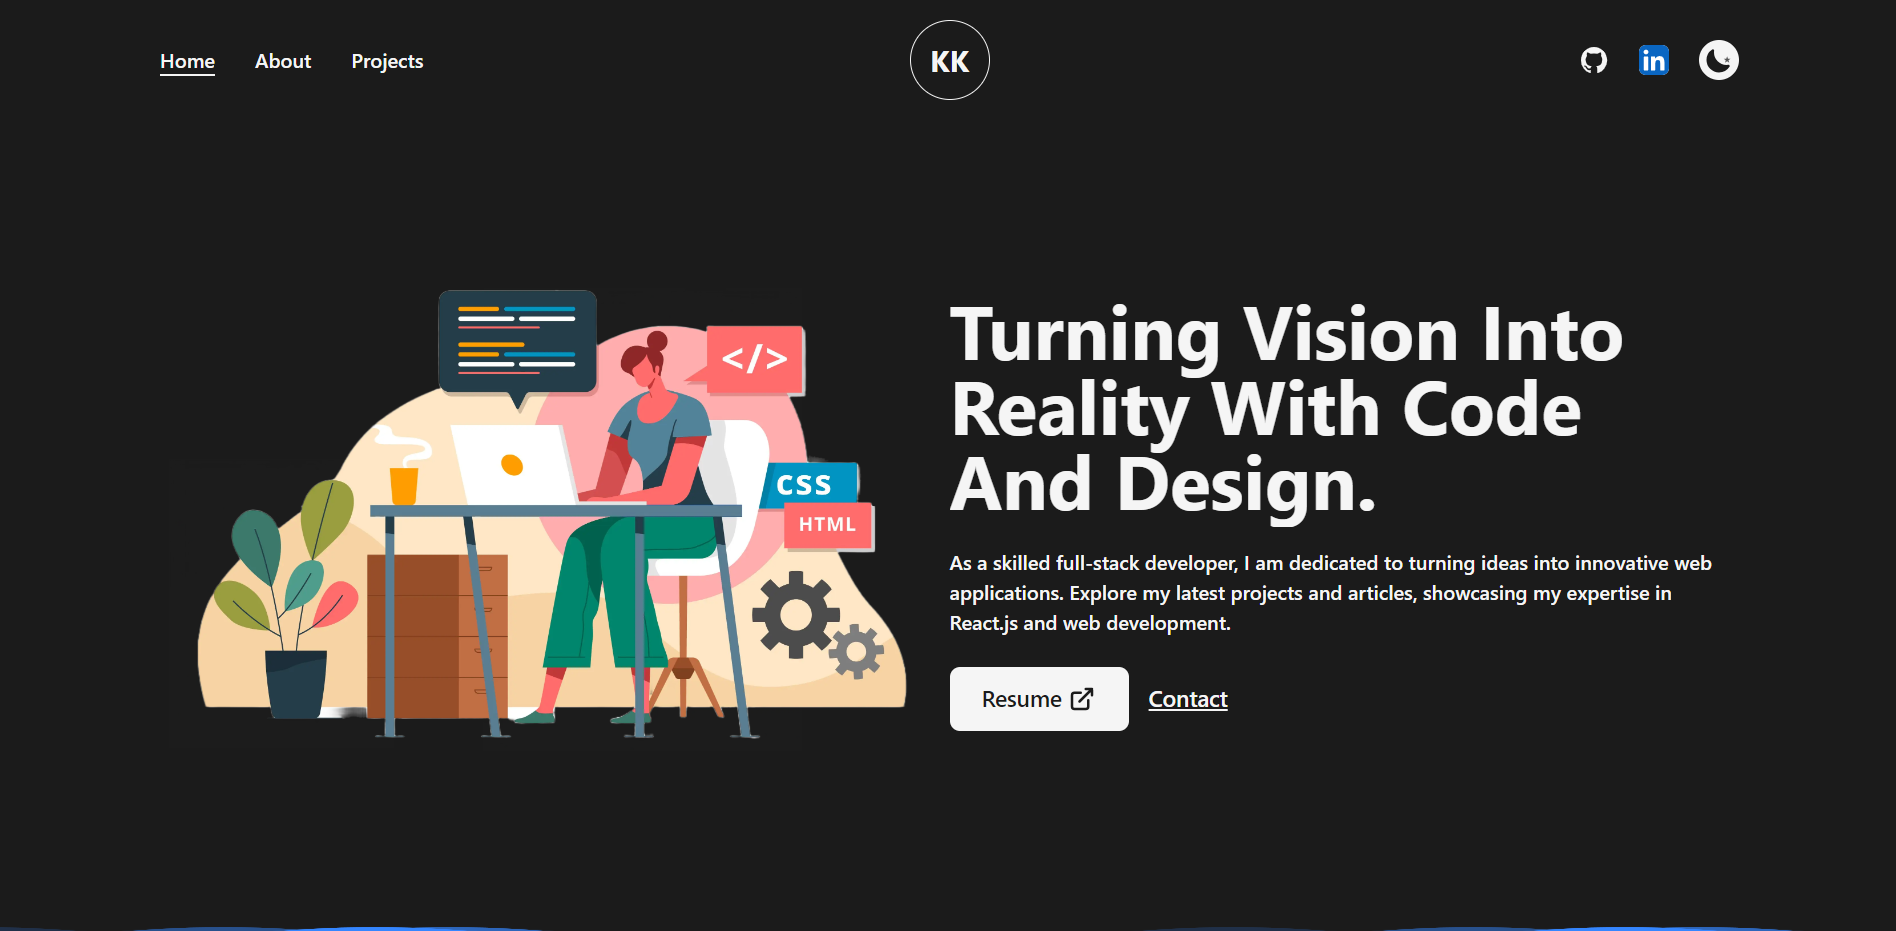 Home About Projects
KK
in
</>
CSS
HTML
Turning Vision Into
Reality With Code
And Design.
As a skilled full-stack developer, I am dedicated to turning ideas into innovative web
applications. Explore my latest projects and articles, showcasing my expertise in
React.js and web development.
Resume Contact